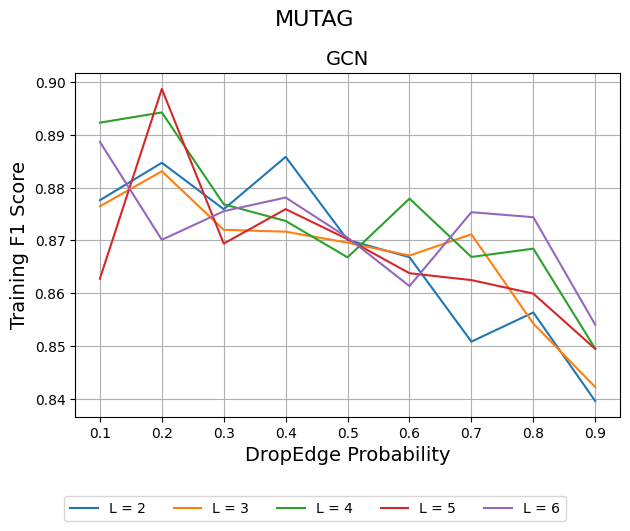 MUTAG
GCN
0.90
0.89
0.88
0.87
0.86
0.85
0.84
Training F1 Score
0.1 0.2 0.3 0.4 0.5 0.6 0.7 0.8 0.9
DropEdge Probability
L = 2 L = 3 L = 4 L = 5 L = 6